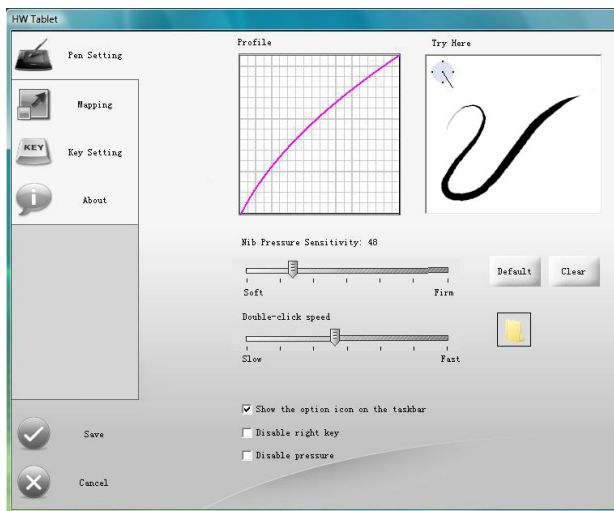 HW Tablet
Pen Setting
Mapping
KEY
Key Setting
i
About
Save
Cancel
Profile
Try Here
Nib Pressure Sensitivity: 48
Soft Firm
Default Clear
Double-click speed
Slow Fast
Show the option icon on the taskbar
Disable right key
Disable pressure